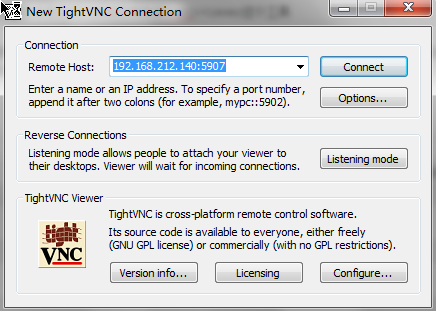 New TightVNC Connection
Connection
Remote Host: 192.168.212.140:5907
Connect
Enter a name or an IP address. To specify a port number,
append it after two colons (for example, mypc::5902).
Options...
Reverse Connections
Listening mode allows people to attach your viewer to
their desktops. Viewer will wait for incoming connections.
Listening mode
TightVNC Viewer
tight
VNC
TightVNC is cross-platform remote control software.
Its source code is available to everyone, either freely
(GNU GPL license) or commercially (with no GPL restrictions).
Version info... Licensing Configure...